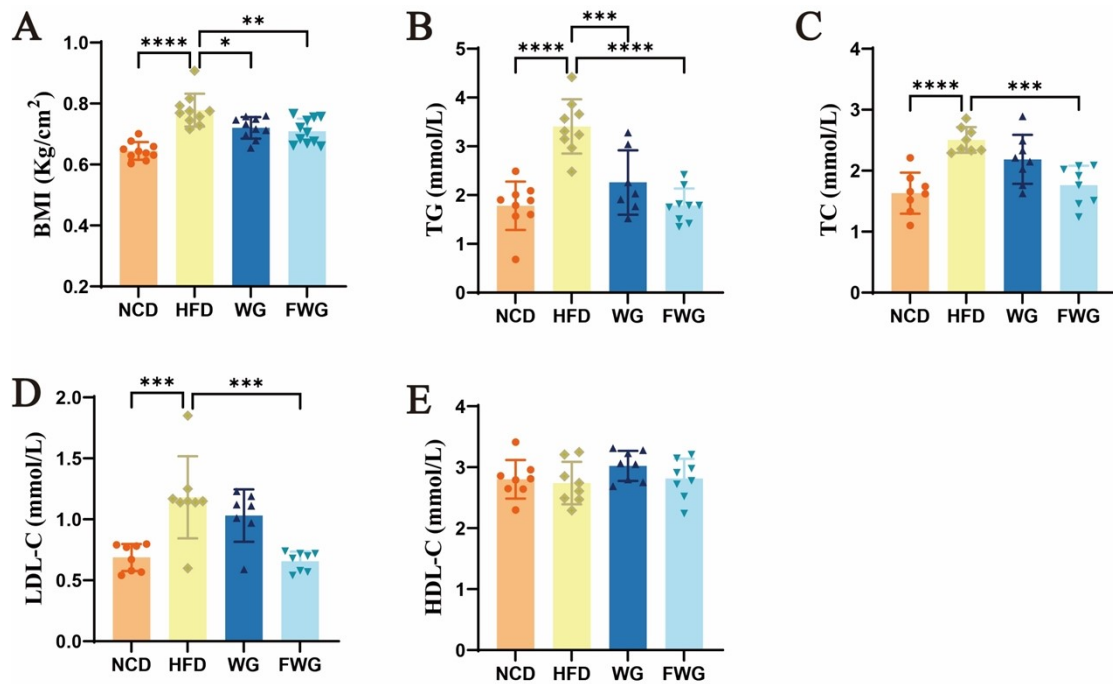 A
BMI (Kg/cm²)
1.0
0.8
0.6
0.4
0.2
****
*
**
NCD HFD WG FWG
B
TG (mmol/L)
5
4
3
2
1
0
****
***
****
NCD HFD WG FWG
C
TC (mmol/L)
4
3
2
1
0
****
***
NCD HFD WG FWG
D
LDL-C (mmol/L)
2.0
1.5
1.0
0.5
0.0
***
***
NCD HFD WG FWG
E
HDL-C (mmol/L)
4
3
2
1
0
NCD HFD WG FWG